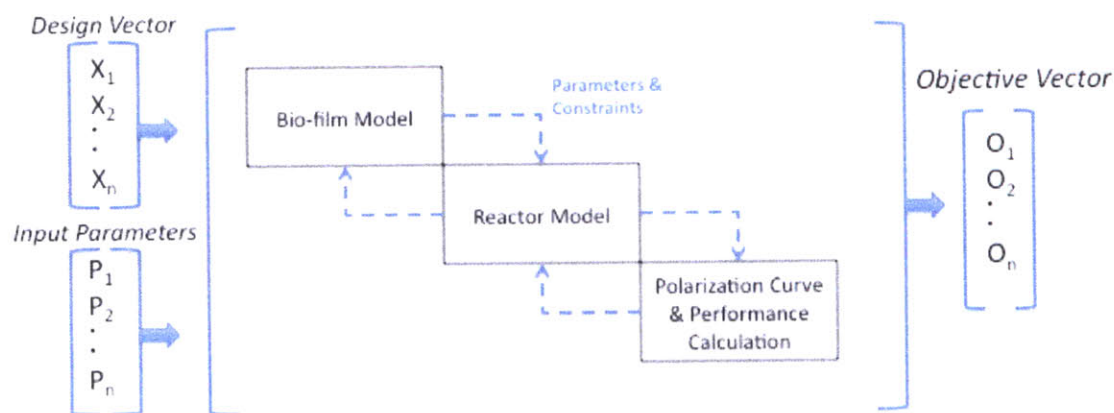 Design Vector
X1
X2
.
.
Xn
Input Parameters
P1
P2
.
.
Pn
Bio-film Model
Parameters &
Constraints
Reactor Model
Polarization Curve
& Performance
Calculation
Objective Vector
O1
O2
.
.
On